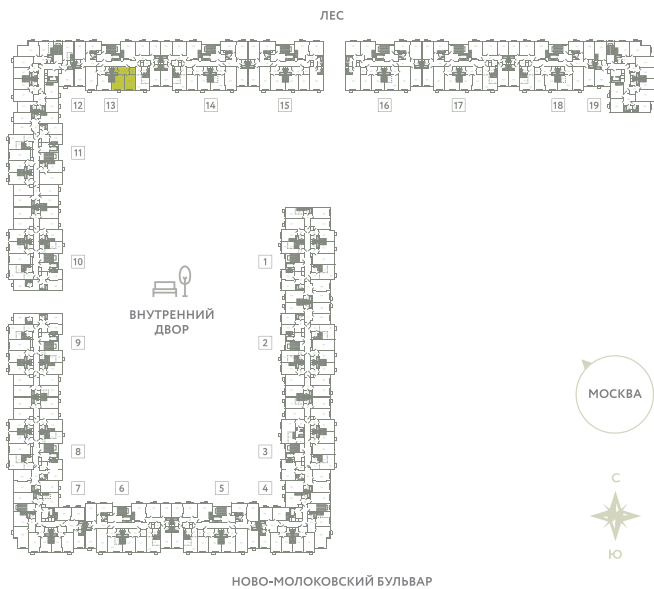 ЛЕС
12 13 14 15 16 17 18 19
11
10 1
ВНУТРЕННИЙ
ДВОР
9 2
МОСКВА
8 3
7 6 5 4
С
Ю
НОВО-МОЛОКОВСКИЙ БУЛЬВАР